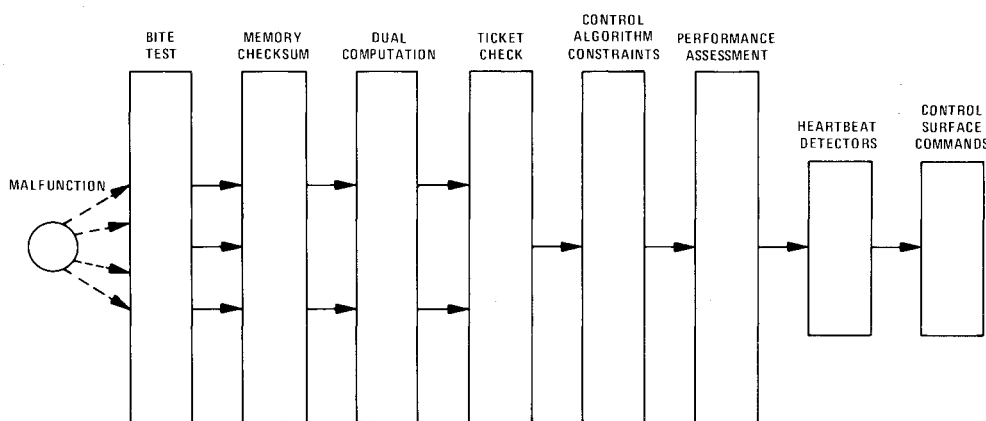 BITE
TEST
MEMORY
CHECKSUM
DUAL
COMPUTATION
TICKET
CHECK
CONTROL
ALGORITHM
CONSTRAINTS
PERFORMANCE
ASSESSMENT
HEARTBEAT
DETECTORS
CONTROL
SURFACE
COMMANDS
MALFUNCTION